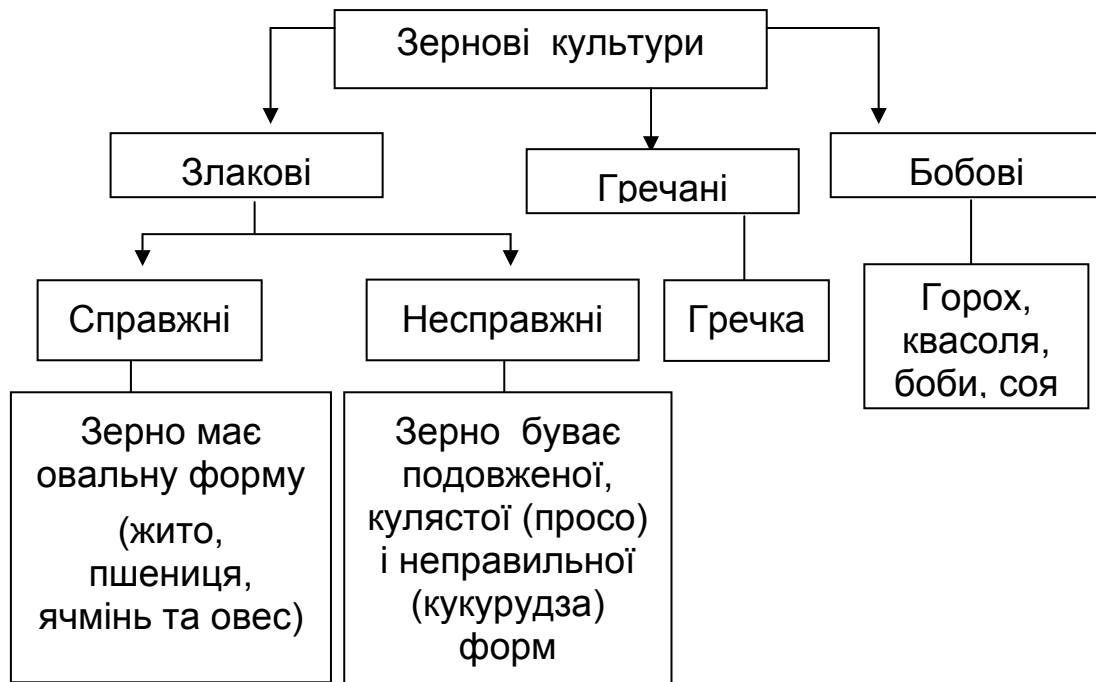 Зернові культури
Злакові
Гречані
Бобові
Справжні
Несправжні
Гречка
Горох,
квасоля,
боби, соя
Зерно має
овальну форму
(жито,
пшениця,
ячмінь та овес)
Зерно буває
подовженої,
кулястої (просо)
і неправильної
(кукурудза)
форм